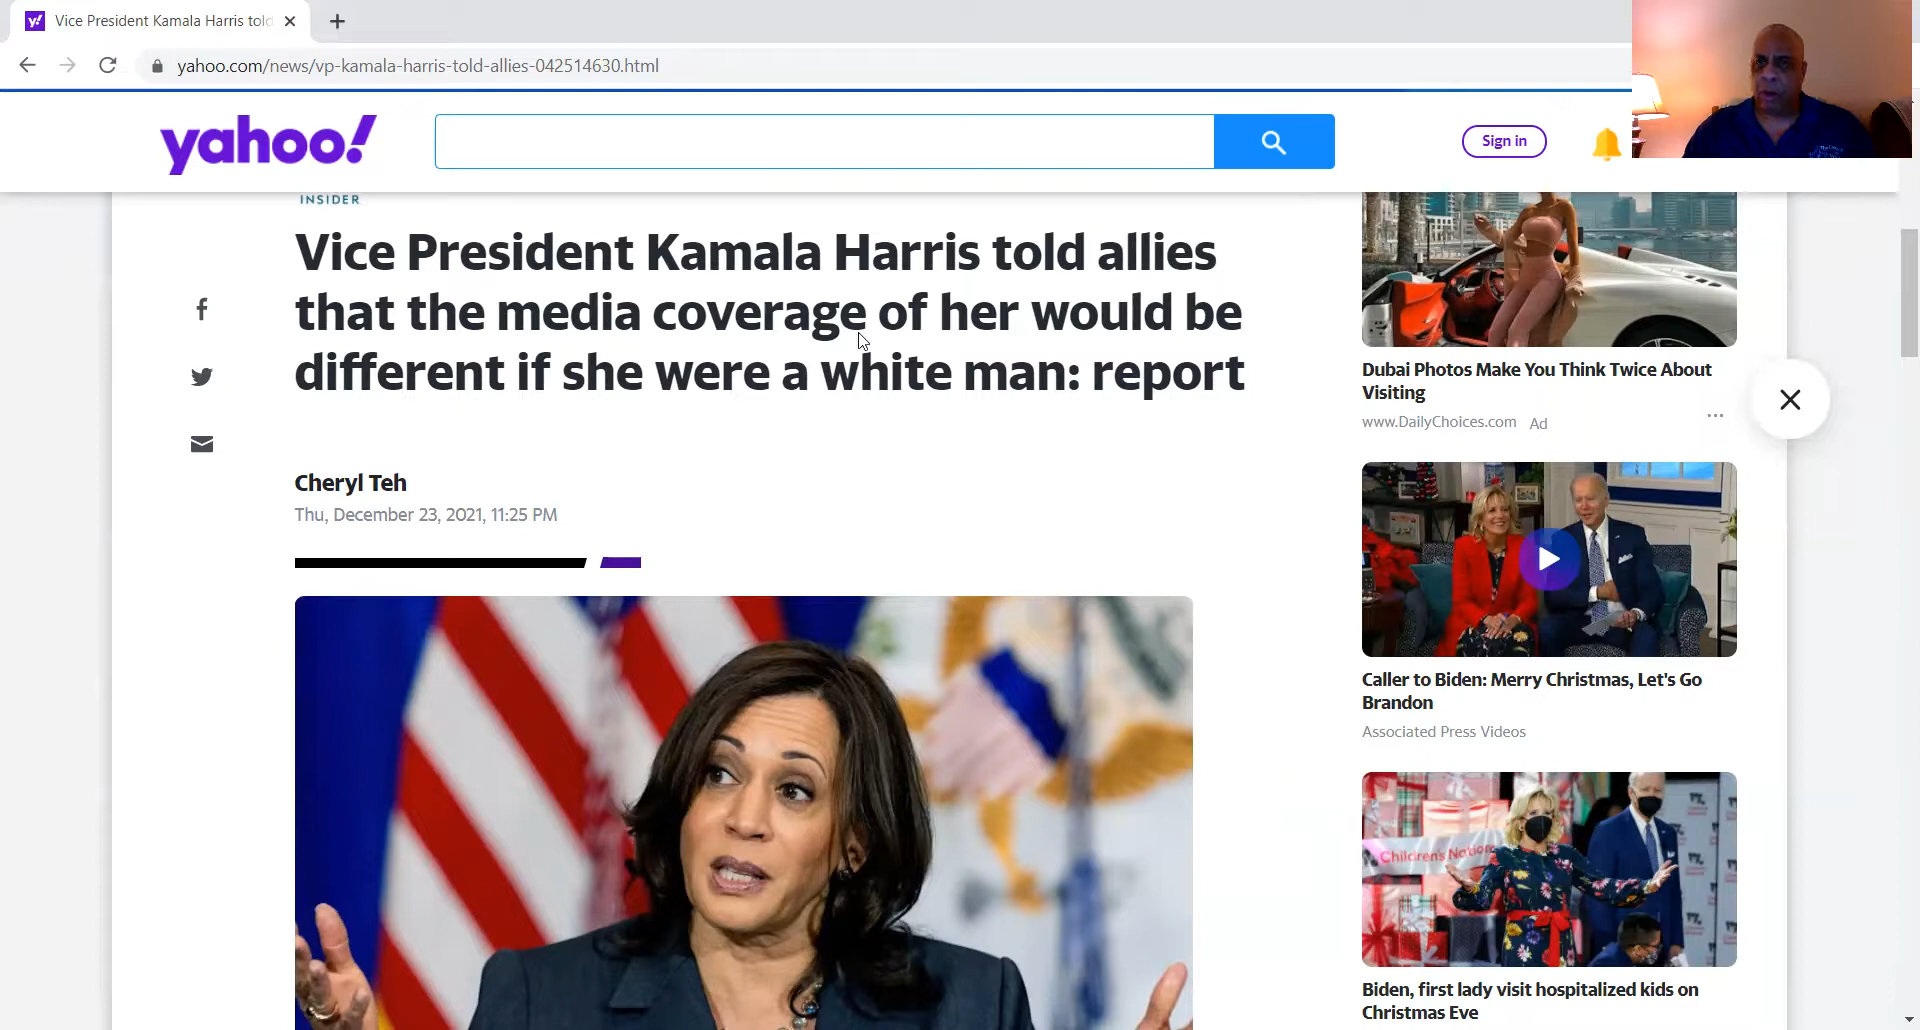 Vice President Kamala Harris told
yahoo.com/news/vp-kamala-harris-told-allies-042514630.html
yahoo!
Sign in
INSIDER
Vice President Kamala Harris told allies
that the media coverage of her would be
different if she were a white man: report
Cheryl Teh
Thu, December 23, 2021, 11:25 PM
Dubai Photos Make You Think Twice About
Visiting
www.DailyChoices.com Ad
Caller to Biden: Merry Christmas, Let's Go
Brandon
Associated Press Videos
Children's National
Biden, first lady visit hospitalized kids on
Christmas Eve